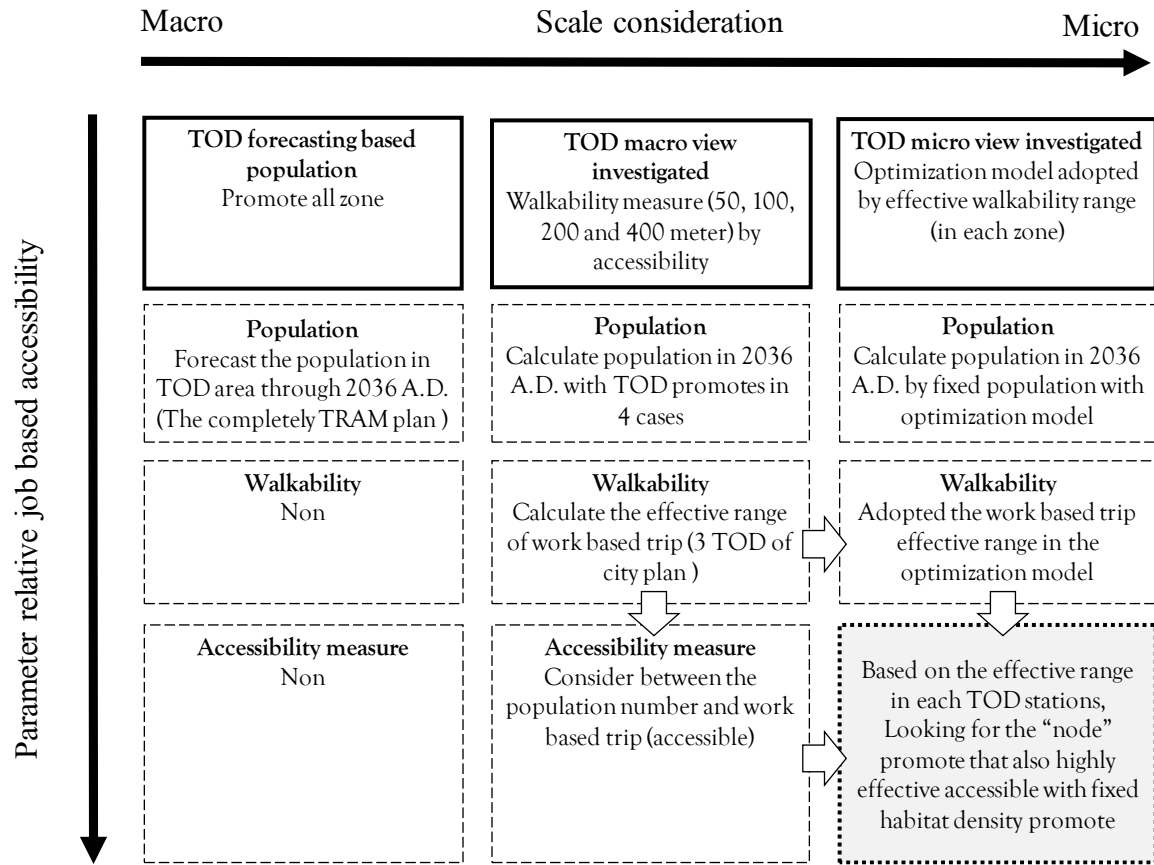 Macro
Scale consideration
Micro
Parameter relative job based accessibility
TOD forecasting based
population
Promote all zone
TOD macro view
investigated
Walkability measure (50, 100,
200 and 400 meter) by
accessibility
TOD micro view investigated
Optimization model adopted
by effective walkability range
(in each zone)
Population
Forecast the population in
TOD area through 2036 A.D.
(The completely TRAM plan )
Population
Calculate population in 2036
A.D. with TOD promotes in
4 cases
Population
Calculate population in 2036
A.D. by fixed population with
optimization model
Walkability
Non
Walkability
Calculate the effective range
of work based trip (3 TOD of
city plan )
Walkability
Adopted the work based trip
effective range in the
optimization model
Accessibility measure
Non
Accessibility measure
Consider between the
population number and work
based trip (accessible)
Based on the effective range
in each TOD stations,
Looking for the “node”
promote that also highly
effective accessible with fixed
habitat density promote